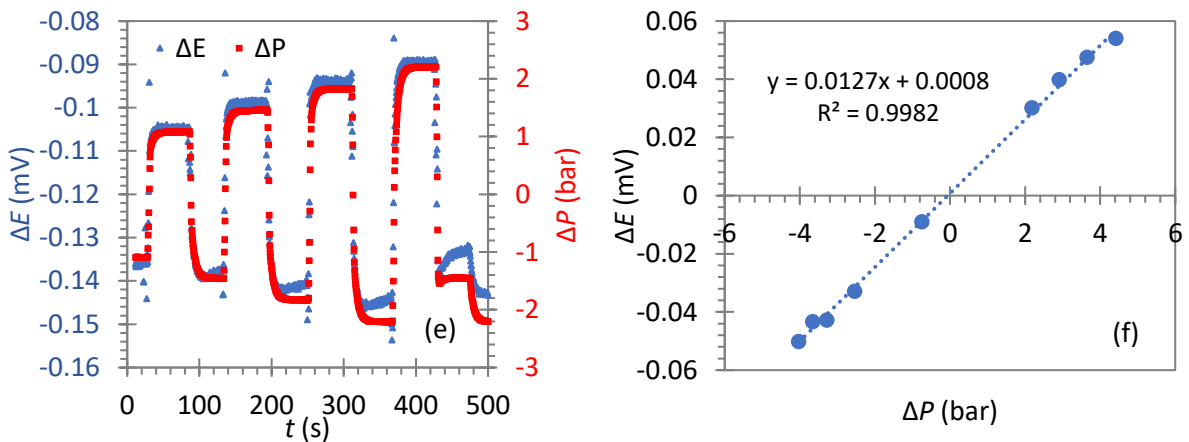 -0.08
-0.09
-0.1
-0.11
-0.12
-0.13
-0.14
-0.15
-0.16
ΔE (mV)
ΔE ΔP
(e)
3
2
1
0
-1
-2
-3
ΔP (bar)
0 100 200 300 400 500
t (s)
0.06
0.04
0.02
0
-0.02
-0.04
-0.06
ΔE (mV)
y = 0.0127x + 0.0008
R² = 0.9982
-6 -4 -2 0 2 4 6
(f)
ΔP (bar)